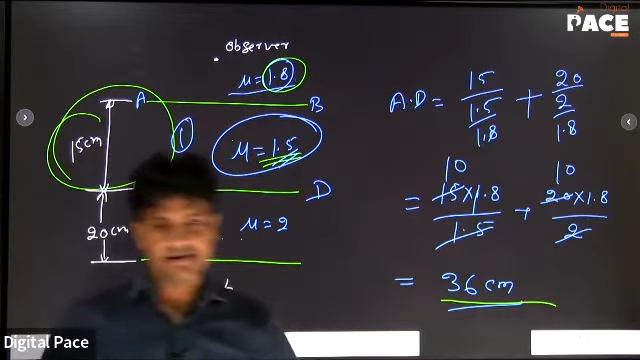 Digital
PACE
observer
μ = 1.8
A B
15cm
1
μ = 1.5
D
20cm
μ = 2
A.D = 15/(1.5/1.8) + 20/(2/1.8)
10 10
= 15×1.8/1.5 + 20×1.8/2
= 36 cm
Digital Pace